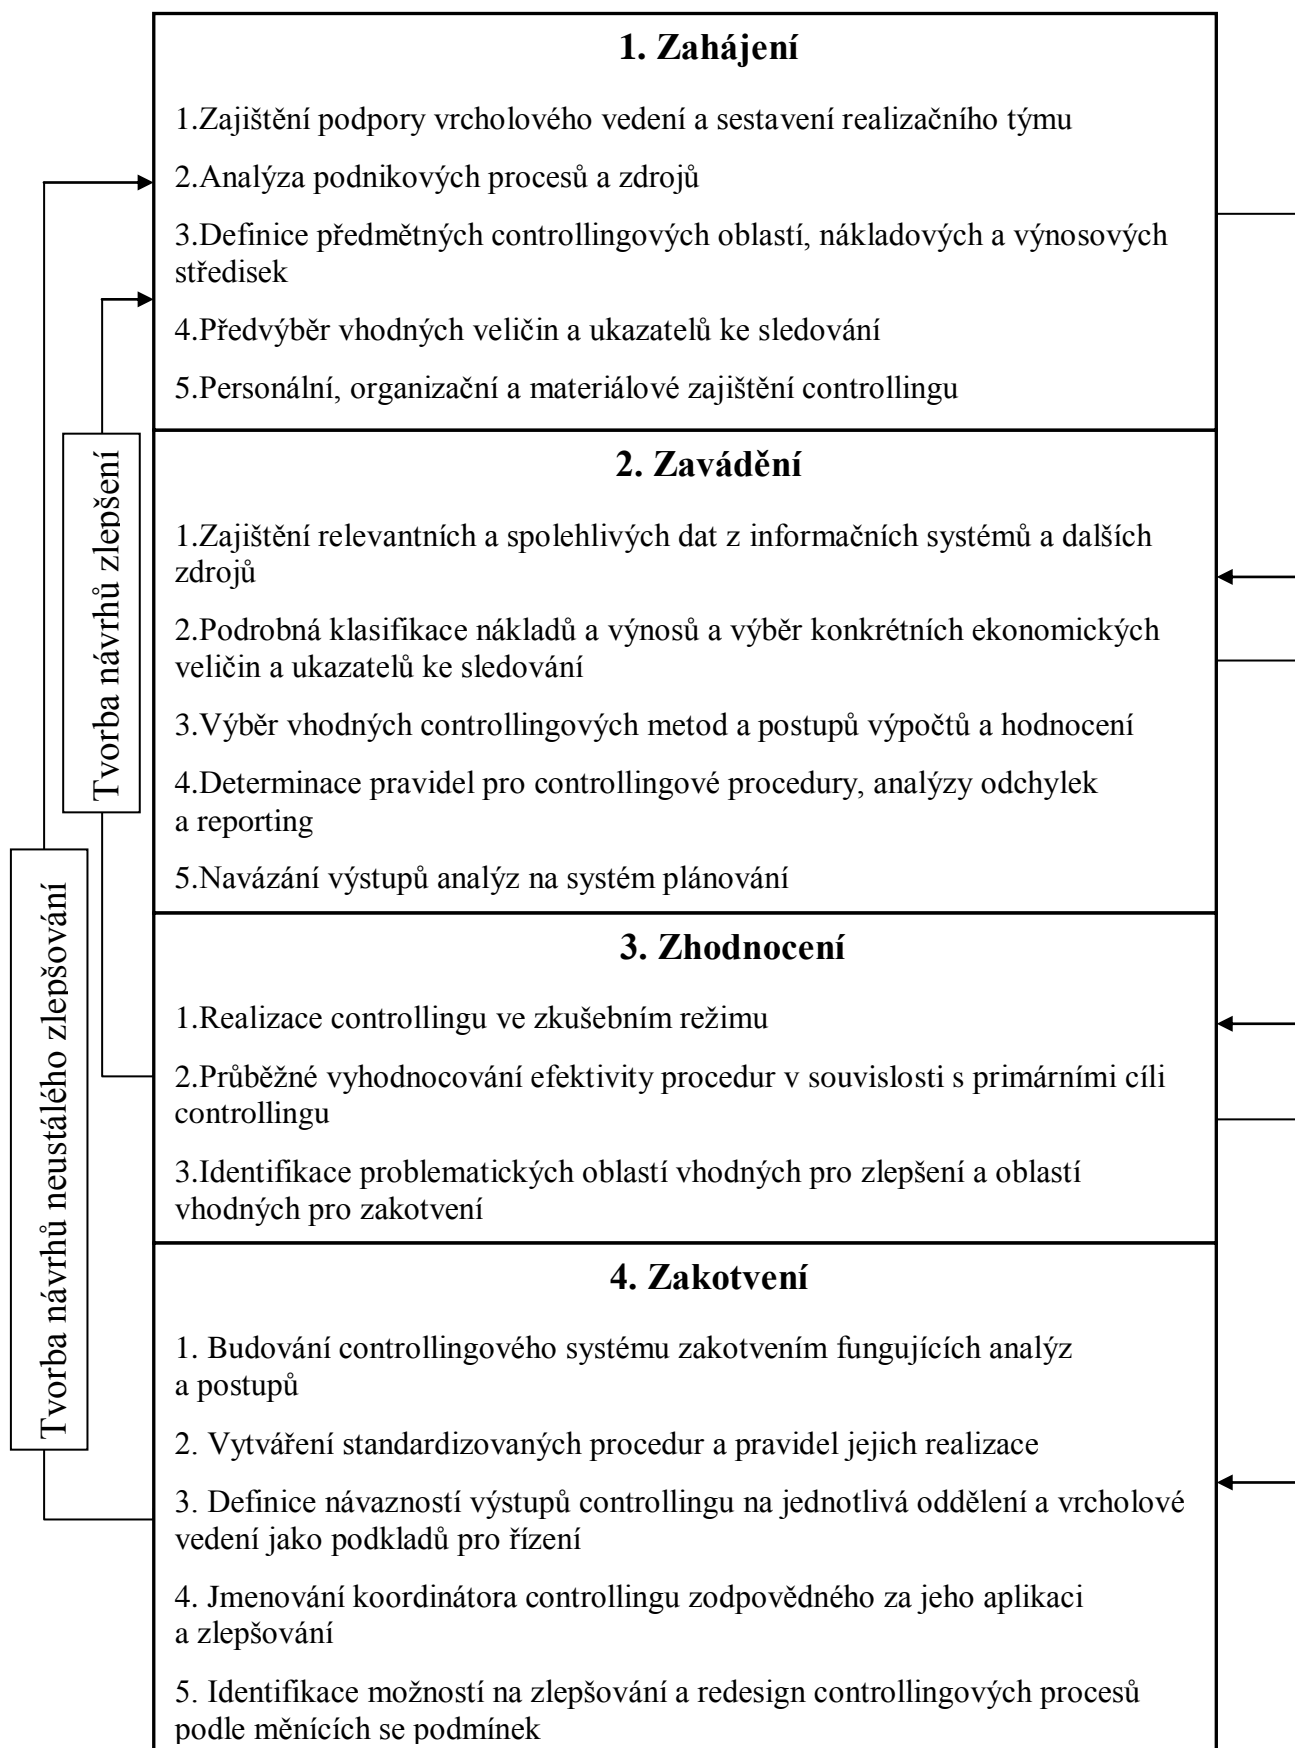 1. Zahájení
1.Zajištění podpory vrcholového vedení a sestavení realizačního týmu
2.Analýza podnikových procesů a zdrojů
3.Definice předmětných controllingových oblastí, nákladových a výnosových
středisek
4.Předvýběr vhodných veličin a ukazatelů ke sledování
5.Personální, organizační a materiálové zajištění controllingu
2. Zavádění
1.Zajištění relevantních a spolehlivých dat z informačních systémů a dalších
zdrojů
2.Podrobná klasifikace nákladů a výnosů a výběr konkrétních ekonomických
veličin a ukazatelů ke sledování
3.Výběr vhodných controllingových metod a postupů výpočtů a hodnocení
4.Determinace pravidel pro controllingové procedury, analýzy odchylek
a reporting
5.Navázání výstupů analýz na systém plánování
3. Zhodnocení
1.Realizace controllingu ve zkušebním režimu
2.Průběžné vyhodnocování efektivity procedur v souvislosti s primárními cíli
controllingu
3.Identifikace problematických oblastí vhodných pro zlepšení a oblastí
vhodných pro zakotvení
4. Zakotvení
1. Budování controllingového systému zakotvením fungujících analýz
a postupů
2. Vytváření standardizovaných procedur a pravidel jejich realizace
3. Definice návazností výstupů controllingu na jednotlivá oddělení a vrcholové
vedení jako podkladů pro řízení
4. Jmenování koordinátora controllingu zodpovědného za jeho aplikaci
a zlepšování
5. Identifikace možností na zlepšování a redesign controllingových procesů
podle měnících se podmínek
Tvorba návrhů zlepšení
Tvorba návrhů neustálého zlepšování